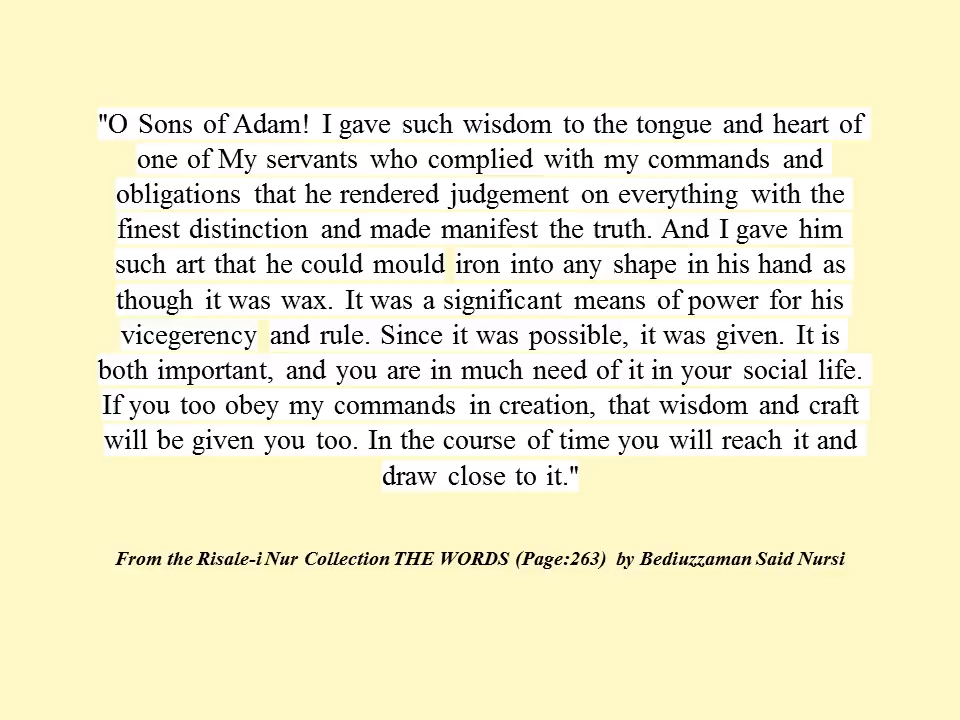 "O Sons of Adam! I gave such wisdom to the tongue and heart of
one of My servants who complied with my commands and
obligations that he rendered judgement on everything with the
finest distinction and made manifest the truth. And I gave him
such art that he could mould iron into any shape in his hand as
though it was wax. It was a significant means of power for his
vicegerency and rule. Since it was possible, it was given. It is
both important, and you are in much need of it in your social life.
If you too obey my commands in creation, that wisdom and craft
will be given you too. In the course of time you will reach it and
draw close to it."
From the Risale-i Nur Collection THE WORDS (Page:263) by Bediuzzaman Said Nursi